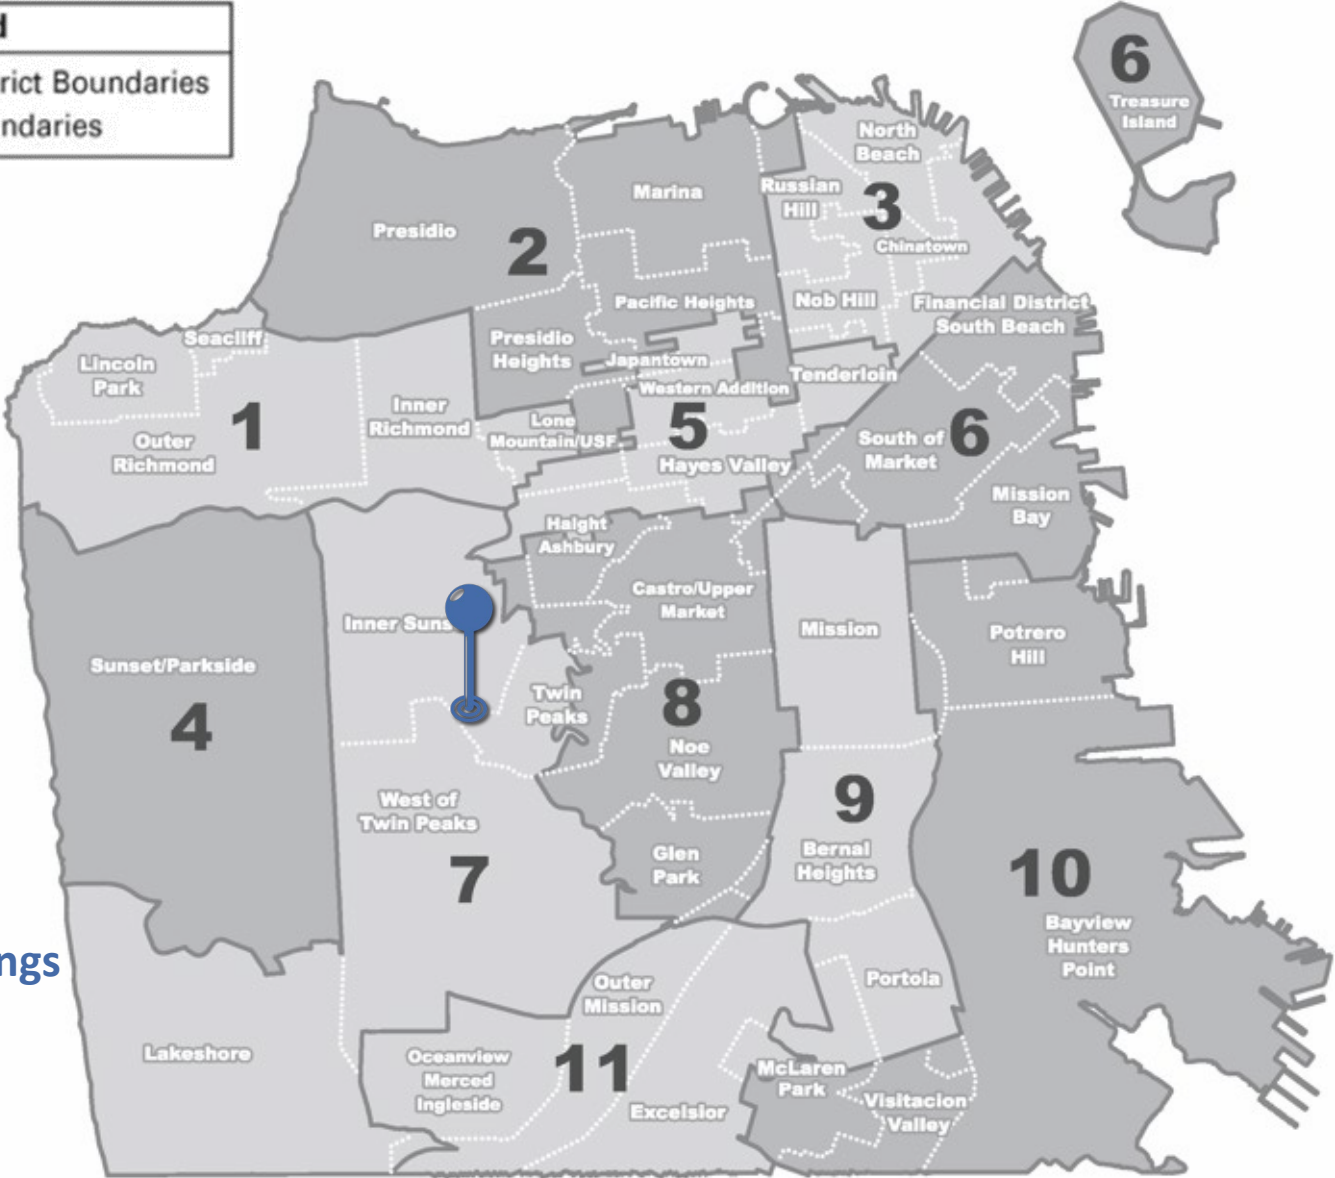 d
rict Boundaries
ndaries
6
Treasure
Island
North
Beach
Marina
Russian
Hill
3
Presidio
2
Chinatown
Pacific Heights
Nob Hill
Financial District
South Beach
Seacliff
Lincoln
Park
Presidio
Heights
Japantown
Tenderloin
Western Addition
1
Inner
Richmond
Lone
Mountain/USF
5
6
Outer
Richmond
South of
Market
Hayes Valley
Mission
Bay
Haight
Ashbury
Castro/Upper
Market
Inner Suns
Mission
Potrero
Hill
Sunset/Parkside
4
Twin
Peaks
8
Noe
Valley
West of
Twin Peaks
9
7
Glen
Park
Bernal
Heights
10
Bayview
Hunters
Point
ngs
Outer
Mission
Portola
Lakeshore
Oceanview
Merced
Ingleside
11
McLaren
Park
Excelsior
Visitacion
Valley